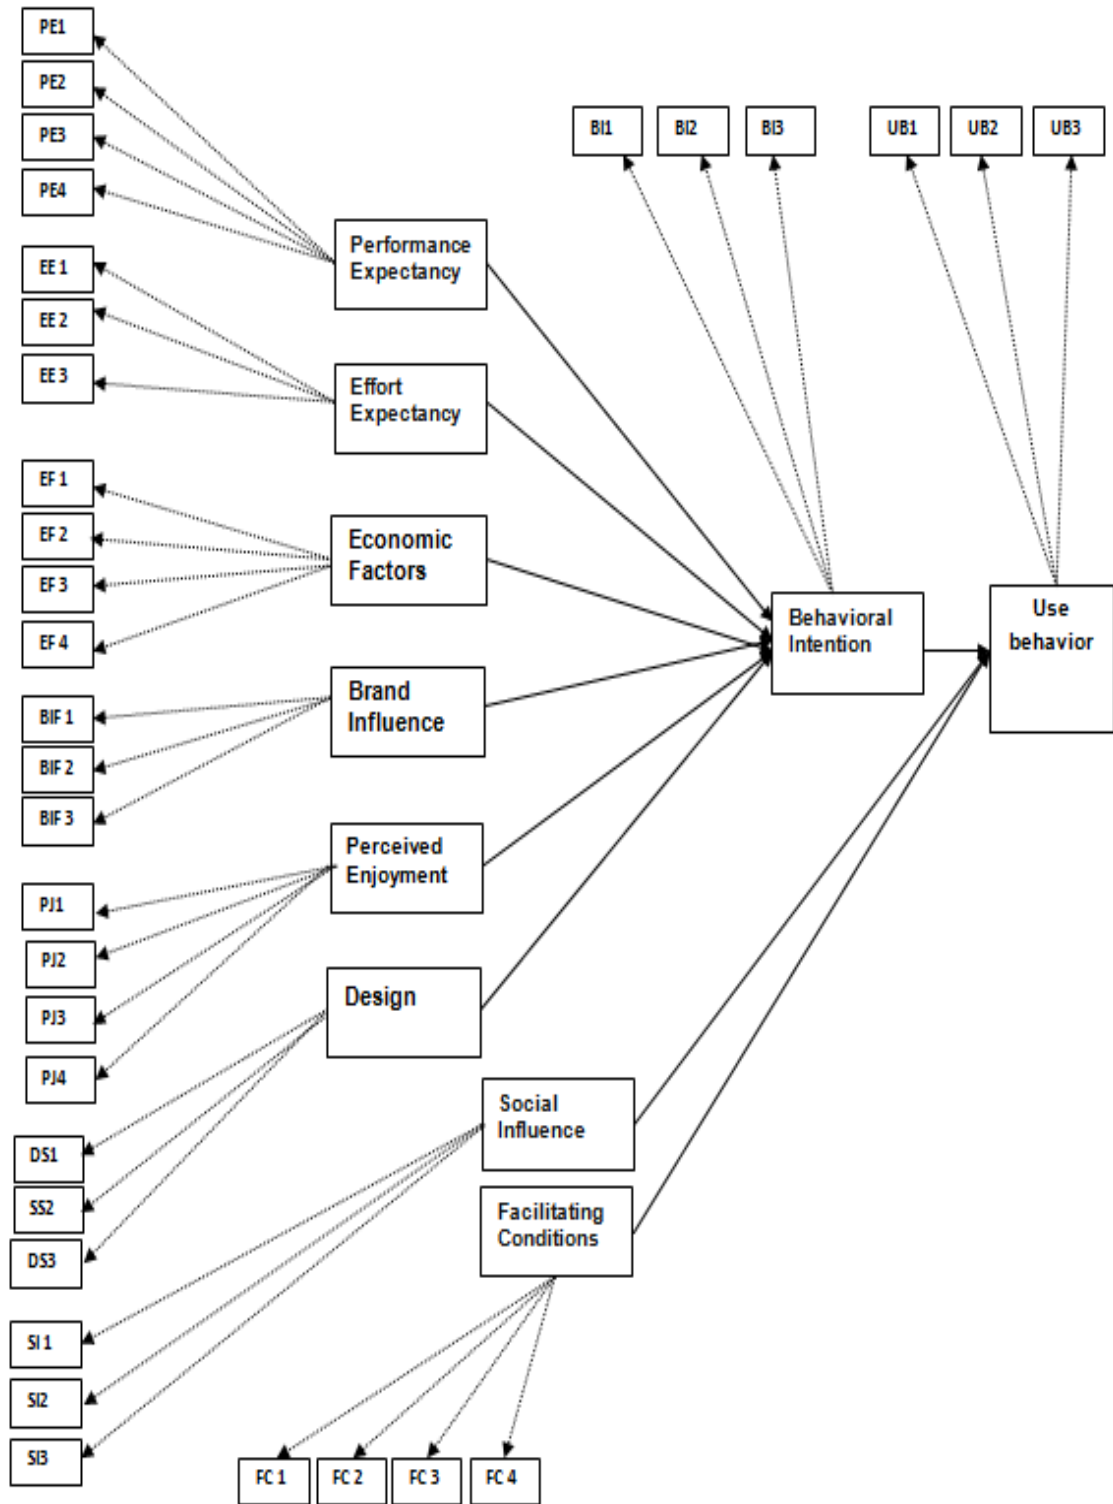 PE1
PE2
PE3
PE4
EE 1
EE 2
EE 3
EF 1
EF 2
EF 3
EF 4
BIF 1
BIF 2
BIF 3
PJ1
PJ2
PJ3
PJ4
DS1
SS2
DS3
SI 1
SI2
SI3
Performance
Expectancy
Effort
Expectancy
Economic
Factors
Brand
Influence
Perceived
Enjoyment
Design
Social
Influence
Facilitating
Conditions
FC 1
FC 2
FC 3
FC 4
BI1
BI2
BI3
UB1
UB2
UB3
Behavioral
Intention
Use
behavior